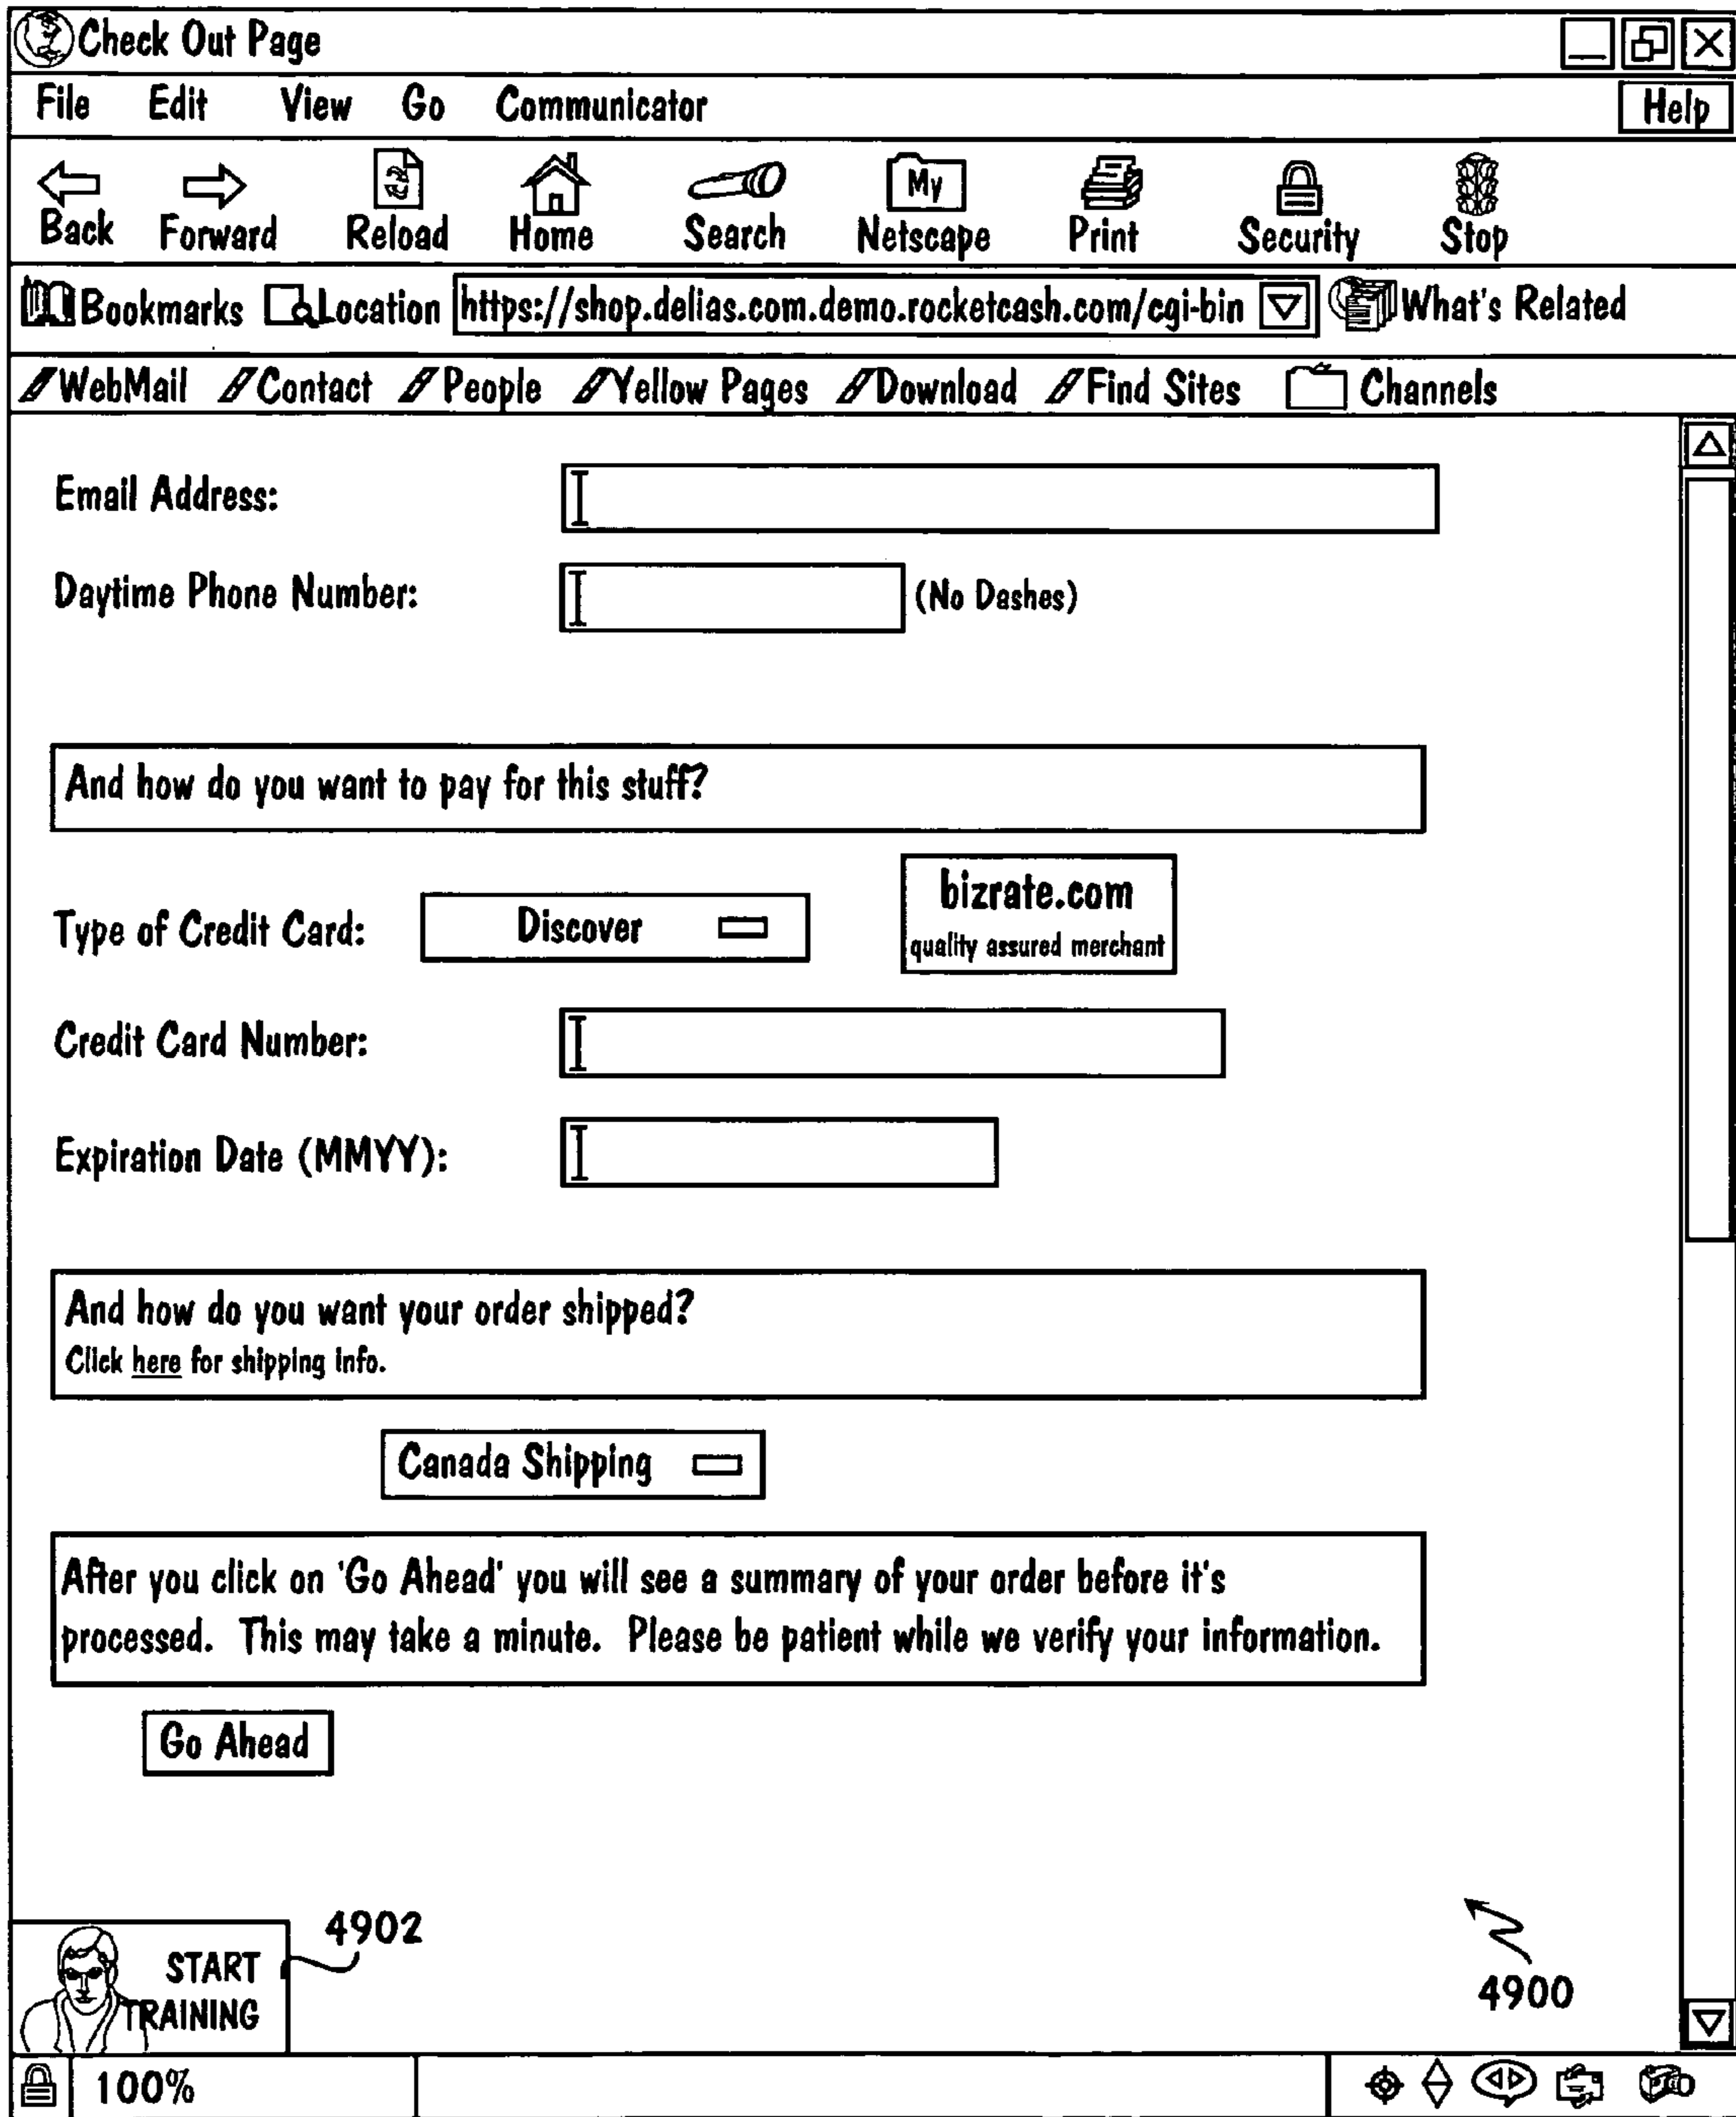 Check Out Page
File Edit View Go Communicator Help
Back Forward Reload Home Search My Netscape Print Security Stop
Bookmarks Location https://shop.delias.com.demo.rocketcash.com/cgi-bin What's Related
WebMail Contact People Yellow Pages Download Find Sites Channels
Email Address:
Daytime Phone Number: (No Dashes)
And how do you want to pay for this stuff?
bizrate.com
Type of Credit Card: Discover quality assured merchant
Credit Card Number:
Expiration Date (MMYY):
And how do you want your order shipped?
Click here for shipping info.
Canada Shipping
After you click on 'Go Ahead' you will see a summary of your order before it's
processed. This may take a minute. Please be patient while we verify your information.
Go Ahead
START
TRAINING
4902
4900
100%